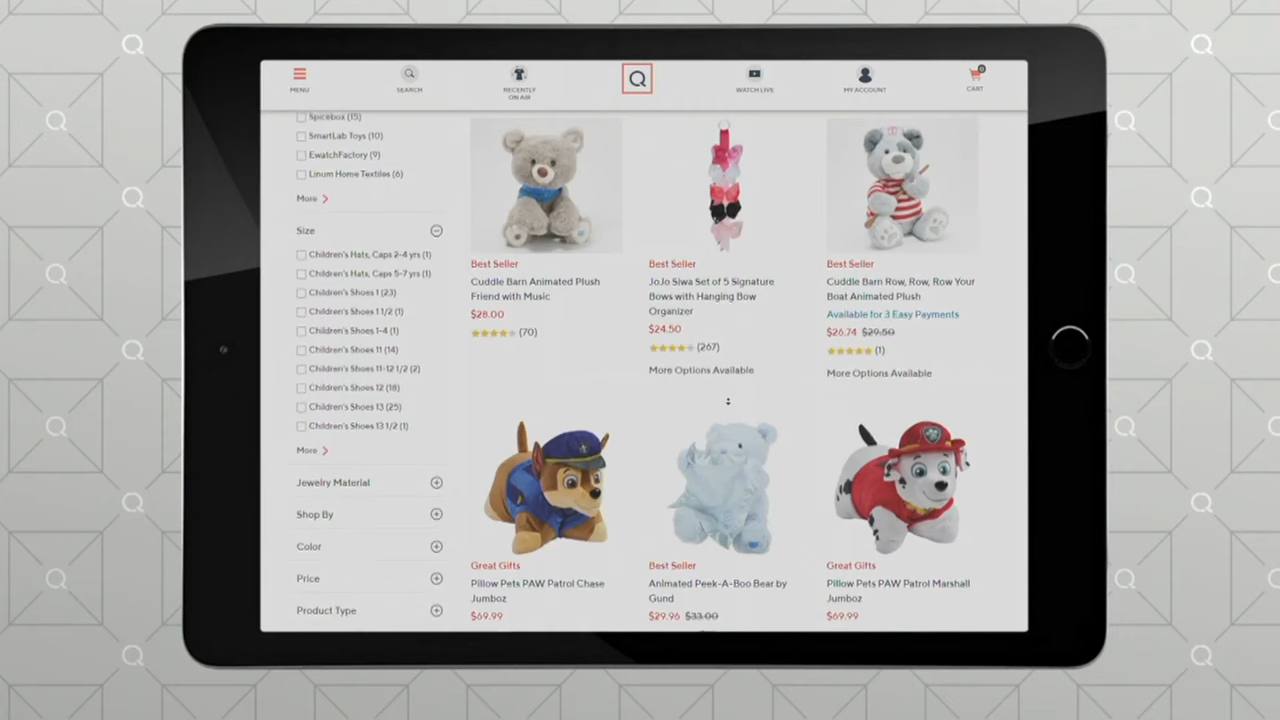 MENU
SEARCH
RECENTLY
ON AIR
Q
WATCH LIVE
MY ACCOUNT
0
CART
Spicebox (15)
SmartLab Toys (10)
EwatchFactory (9)
Linum Home Textiles (6)
More
Size
Children's Hats, Caps 2-4 yrs (1)
Children's Hats, Caps 5-7 yrs (1)
Children's Shoes 1 (23)
Children's Shoes 1 1/2 (1)
Children's Shoes 1-4 (1)
Children's Shoes 11 (14)
Children's Shoes 11-12 1/2 (2)
Children's Shoes 12 (18)
Children's Shoes 13 (25)
Children's Shoes 13 1/2 (1)
More
Jewelry Material
Shop By
Color
Price
Product Type
Best Seller
Cuddle Barn Animated Plush
Friend with Music
$28.00
(70)
Best Seller
JoJo Siwa Set of 5 Signature
Bows with Hanging Bow
Organizer
$24.50
(267)
More Options Available
Best Seller
Cuddle Barn Row, Row, Row Your
Boat Animated Plush
Available for 3 Easy Payments
$26.74 $29.50
(1)
More Options Available
Great Gifts
Pillow Pets PAW Patrol Chase
Jumboz
$69.99
Best Seller
Animated Peek-A-Boo Bear by
Gund
$29.96 $33.00
Great Gifts
Pillow Pets PAW Patrol Marshall
Jumboz
$69.99